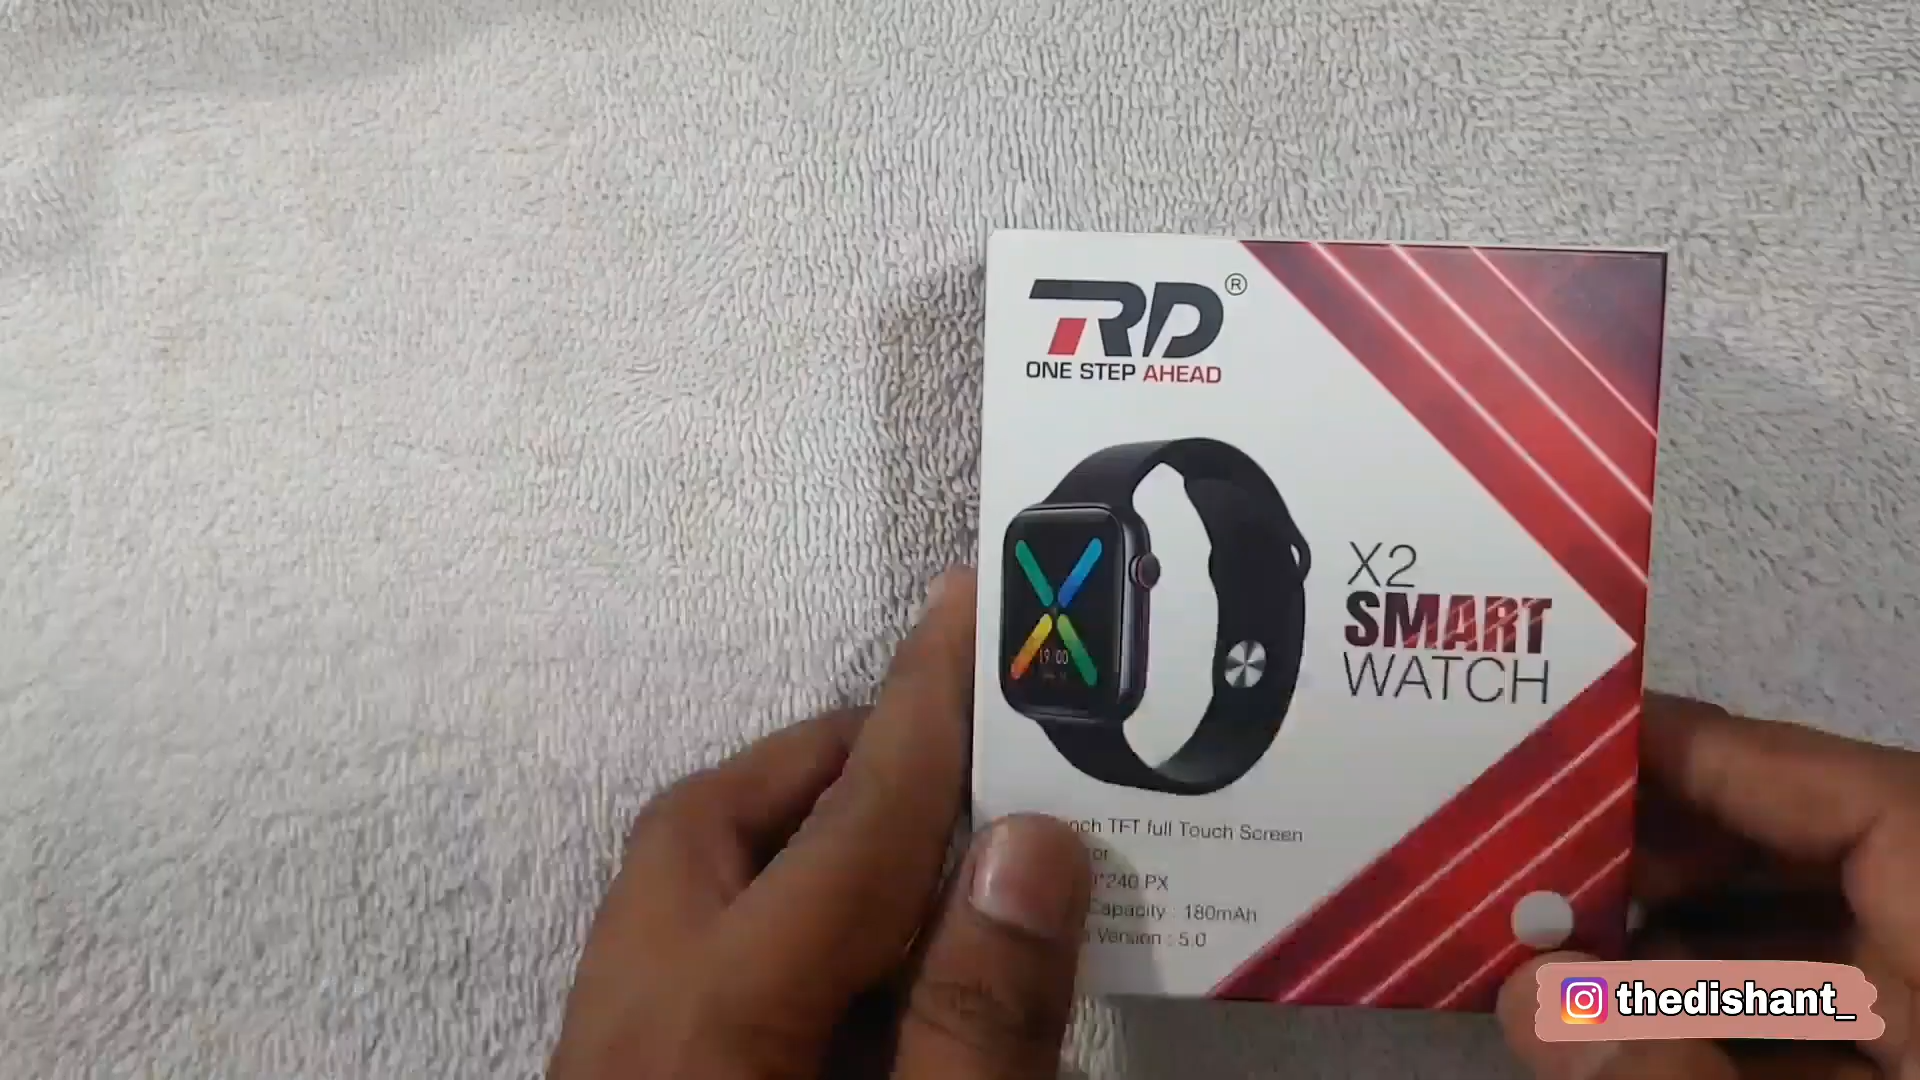 RD®
ONE STEP AHEAD
19:00
X2
SMART
WATCH
TFT full Touch Screen
*240 PX
Capacity : 180mAh
Version : 5.0
thedishant_